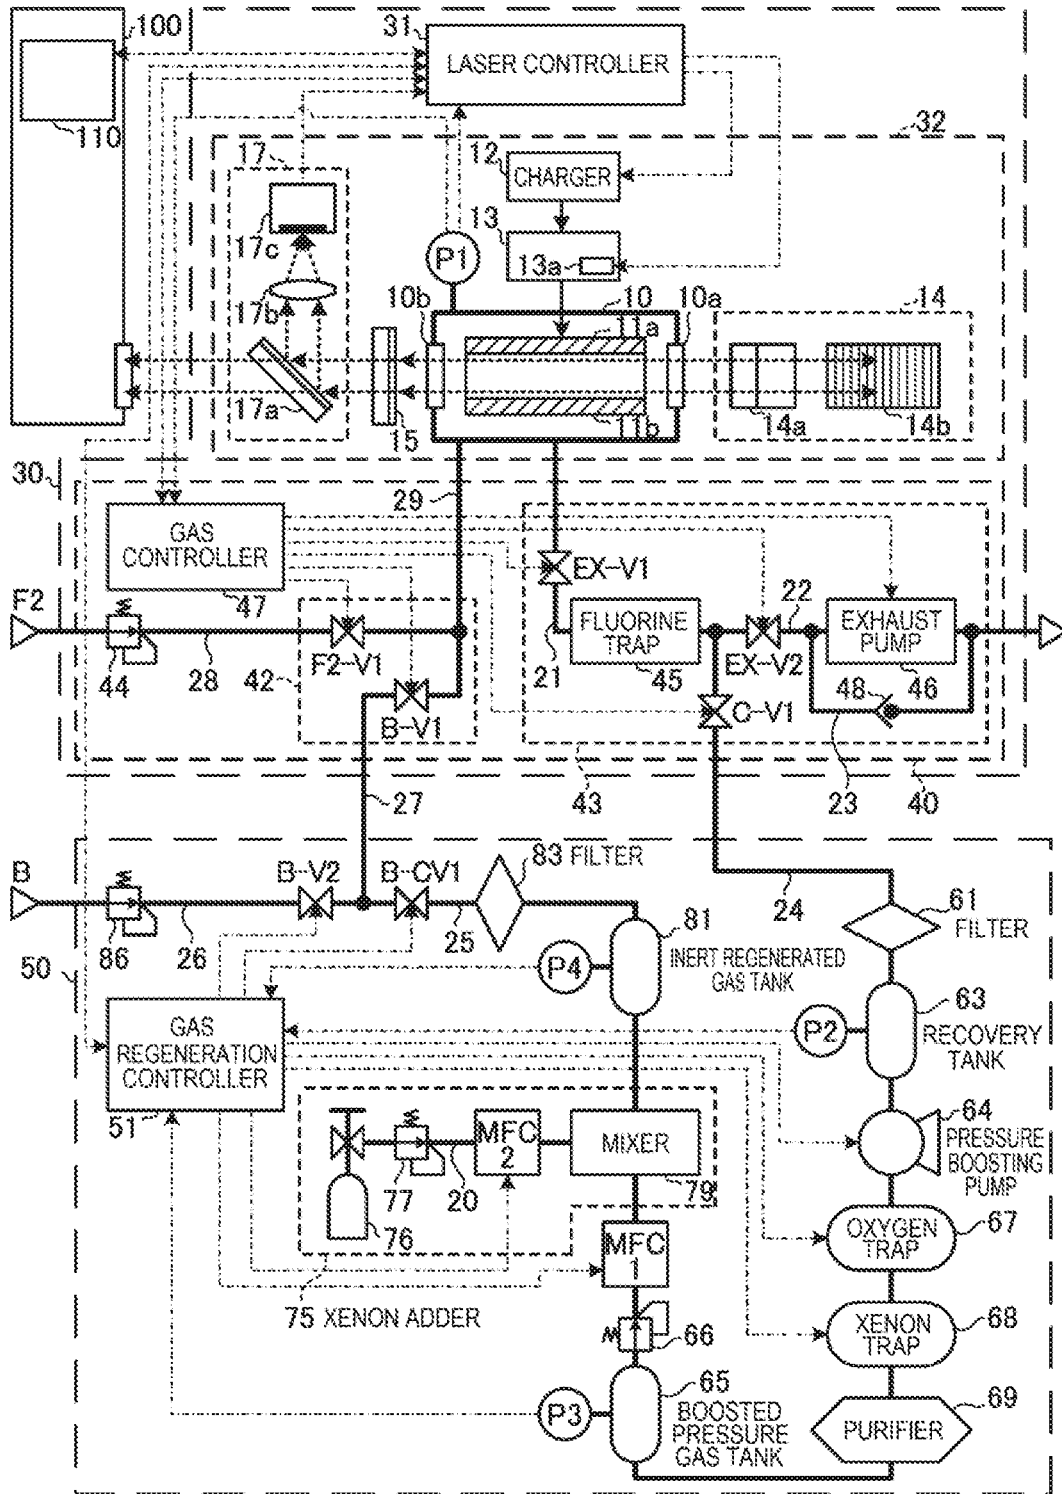 100
31
LASER CONTROLLER
110
32
17
12
CHARGER
13
13a
17c
P1
17b
10b
10
10a
14
11a
17a
15
11b
14a
14b
30
29
GAS
CONTROLLER
47
EX-V1
F2
44
28
F2-V1
42
B-V1
21
FLUORINE
TRAP
45
22
EX-V2
EXHAUST
PUMP
46
48
C-V1
27
43
23
40
B
86
26
B-V2
B-CV1
25
83 FILTER
24
61
FILTER
50
81
INERT REGENERATED
GAS TANK
P4
63
P2
RECOVERY
TANK
GAS
REGENERATION
CONTROLLER
51
64
PRESSURE
BOOSTING
PUMP
MFC
2
MIXER
79
77
20
76
67
OXYGEN
TRAP
MFC
1
75 XENON ADDER
66
68
XENON
TRAP
65
P3
BOOSTED
PRESSURE
GAS TANK
69
PURIFIER